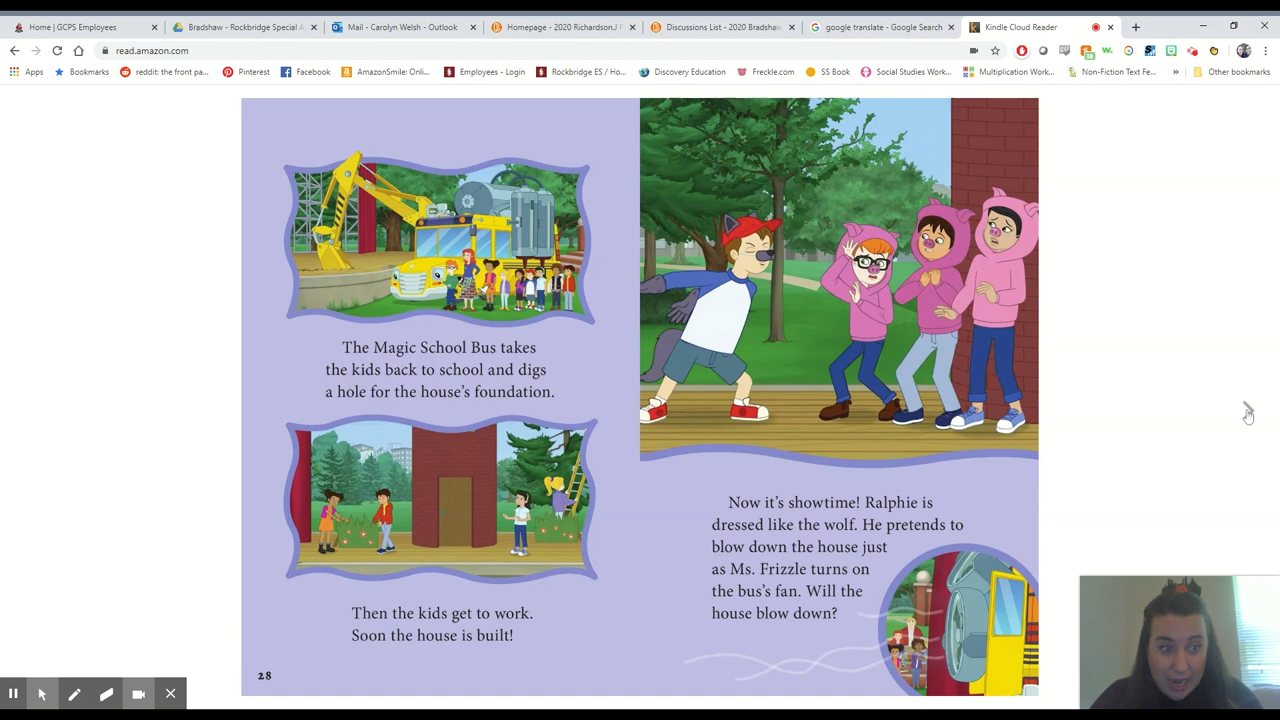 Home | GCPS Employees
Bradshaw - Rockbridge Special A
Mail - Carolyn Welsh - Outlook
Homepage - 2020 RichardsonJ F
Discussions List - 2020 Bradshaw
google translate - Google Search
Kindle Cloud Reader
read.amazon.com
Apps
Bookmarks
reddit: the front pa...
Pinterest
Facebook
AmazonSmile: Onli...
Employees - Login
Rockbridge ES / Ho...
Discovery Education
Freckle.com
SS Book
Social Studies Work...
Multiplication Work...
Non-Fiction Text Fe...
»
Other bookmarks
The Magic School Bus takes
the kids back to school and digs
a hole for the house's foundation.
Then the kids get to work.
Soon the house is built!
28
Now it's showtime! Ralphie is
dressed like the wolf. He pretends to
blow down the house just
as Ms. Frizzle turns on
the bus's fan. Will the
house blow down?